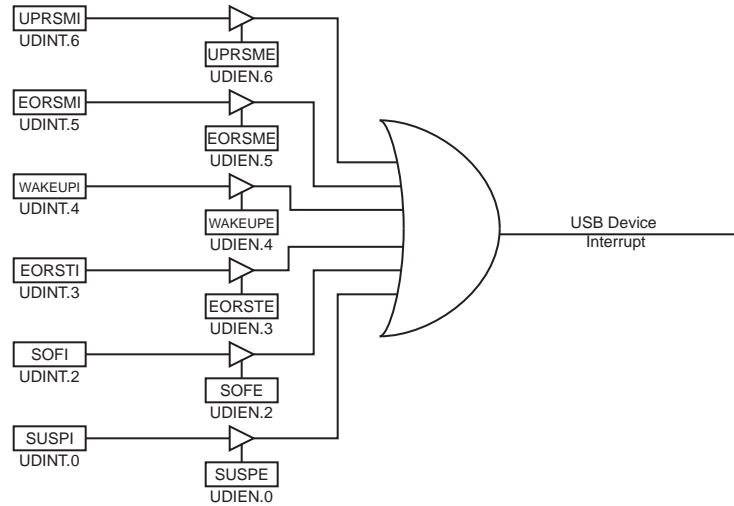 UPRSMI
UDINT.6
UPRSME
UDIEN.6
EORSMI
UDINT.5
EORSME
UDIEN.5
WAKEUPI
UDINT.4
WAKEUPE
UDIEN.4
EORSTI
UDINT.3
EORSTE
UDIEN.3
SOFI
UDINT.2
SOFE
UDIEN.2
SUSPI
UDINT.0
SUSPE
UDIEN.0
USB Device
Interrupt